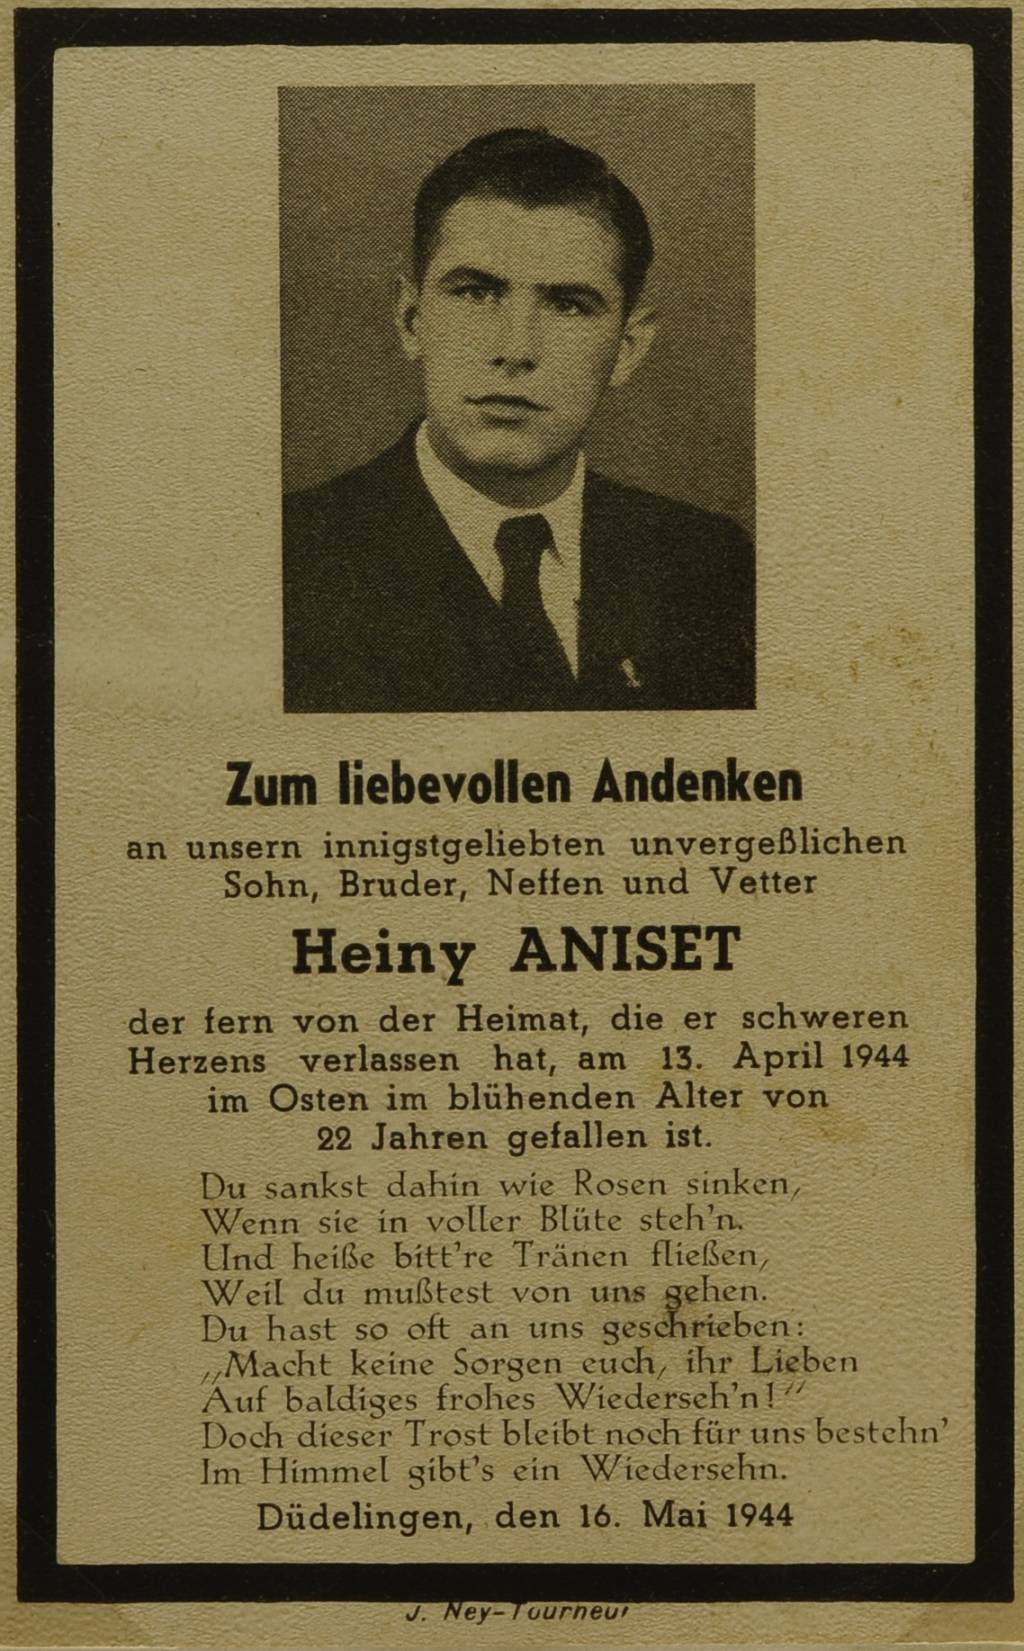 Zum liebevollen Andenken
an unsern innigstgeliebten unvergeßlichen
Sohn, Bruder, Neffen und Vetter
Heiny ANISET
der fern von der Heimat, die er schweren
Herzens verlassen hat, am 13. April 1944
im Osten im blühenden Alter von
22 Jahren gefallen ist.
Du sankst dahin wie Rosen sinken,
Wenn sie in voller Blüte steh'n.
Und heiße bitt're Tränen fließen,
Weil du mußtest von uns gehen.
Du hast so oft an uns geschrieben:
„Macht keine Sorgen euch, ihr Lieben
Auf baldiges frohes Wiederseh'n!“
Doch dieser Trost bleibt noch für uns bestehn'
Im Himmel gibt's ein Wiedersehn.
Düdelingen, den 16. Mai 1944
J. Ney-Tourneur